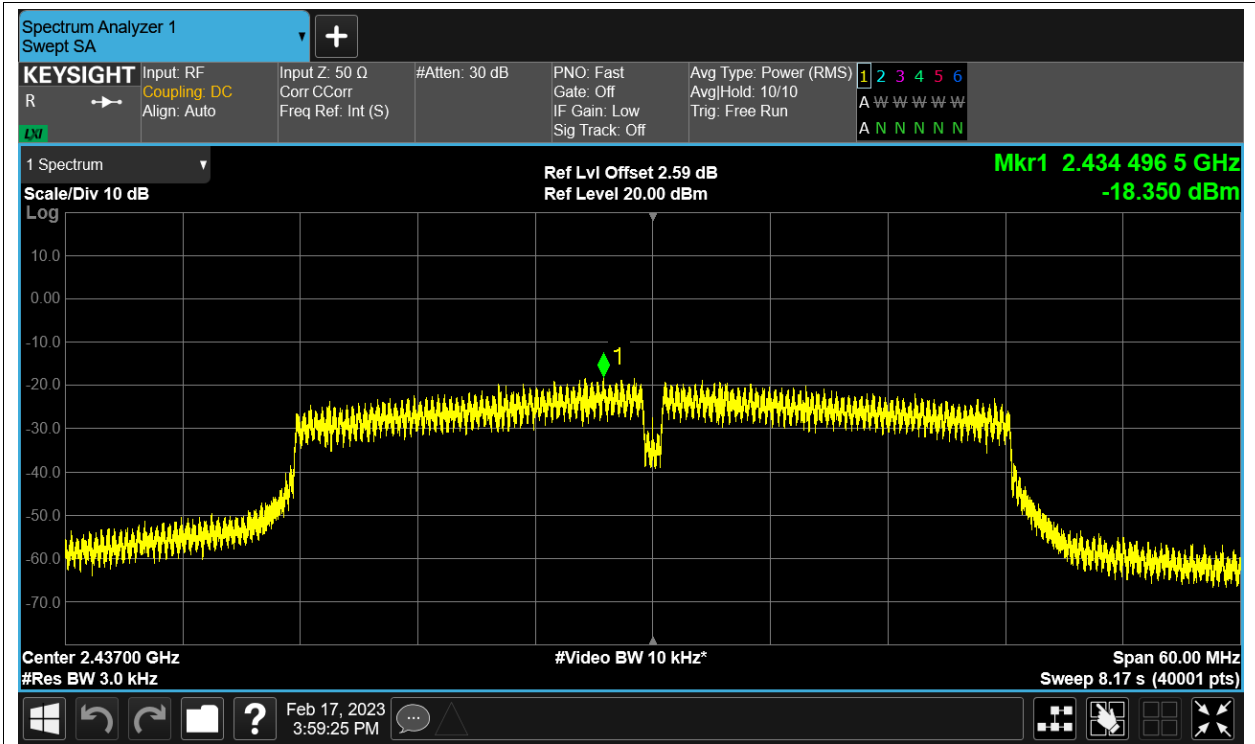 Spectrum Analyzer 1
Swept SA
+
KEYSIGHT
R
LXI
Input: RF
Coupling: DC
Align: Auto
Input Z: 50 Ω
Corr CCorr
Freq Ref: Int (S)
#Atten: 30 dB
PNO: Fast
Gate: Off
IF Gain: Low
Sig Track: Off
Avg Type: Power (RMS)
Avg|Hold: 10/10
Trig: Free Run
1 2 3 4 5 6
A W W W W W
A N N N N N
1 Spectrum
Scale/Div 10 dB
Log
Ref Lvl Offset 2.59 dB
Ref Level 20.00 dBm
Mkr1 2.434 496 5 GHz
-18.350 dBm
10.0
0.00
-10.0
1
-20.0
-30.0
-40.0
-50.0
-60.0
-70.0
Center 2.43700 GHz
#Video BW 10 kHz*
Span 60.00 MHz
#Res BW 3.0 kHz
Sweep 8.17 s (40001 pts)
?
Feb 17, 2023
3:59:25 PM